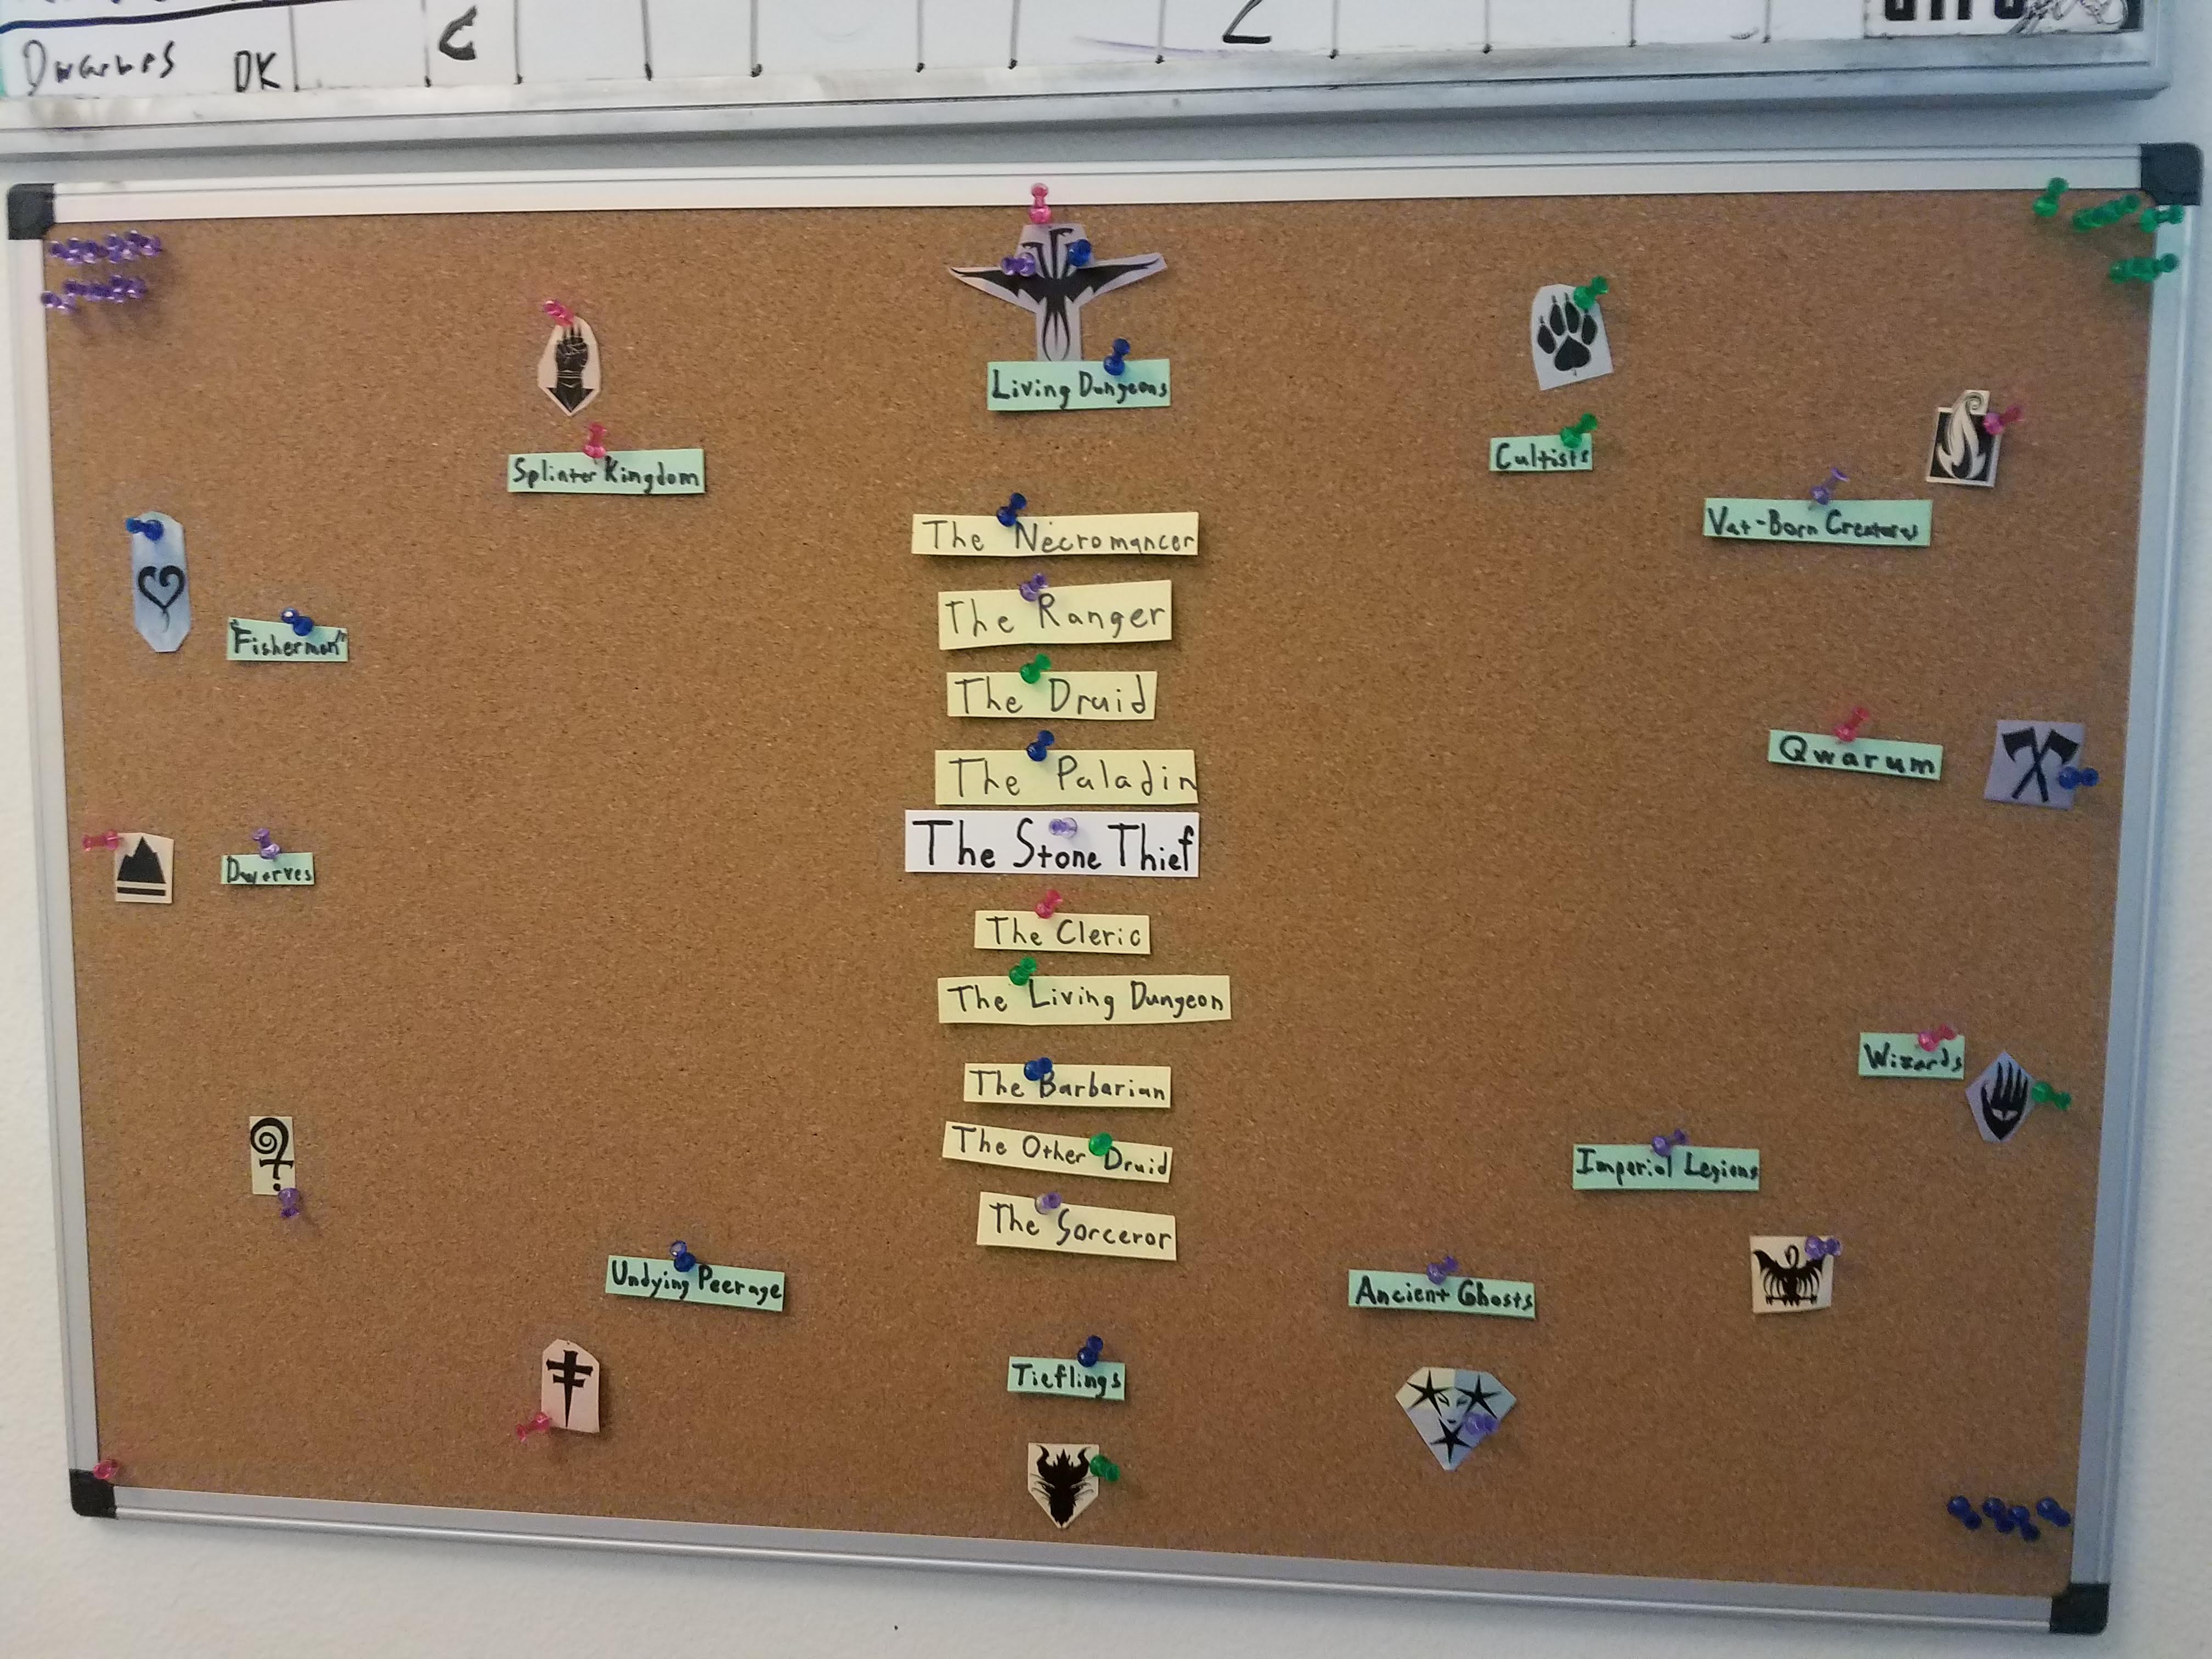 Dwarves DK
Living Dungeons
Splinter Kingdom
Cultists
Vat-Born Creatures
The Necromancer
The Ranger
"Fishermen"
The Druid
The Paladin
Qwarum
The Stone Thief
Dwarves
The Cleric
The Living Dungeon
Wizards
The Barbarian
The Other Druid
Imperial Legions
The Sorceror
Undying Peerage
Ancient Ghosts
Tieflings